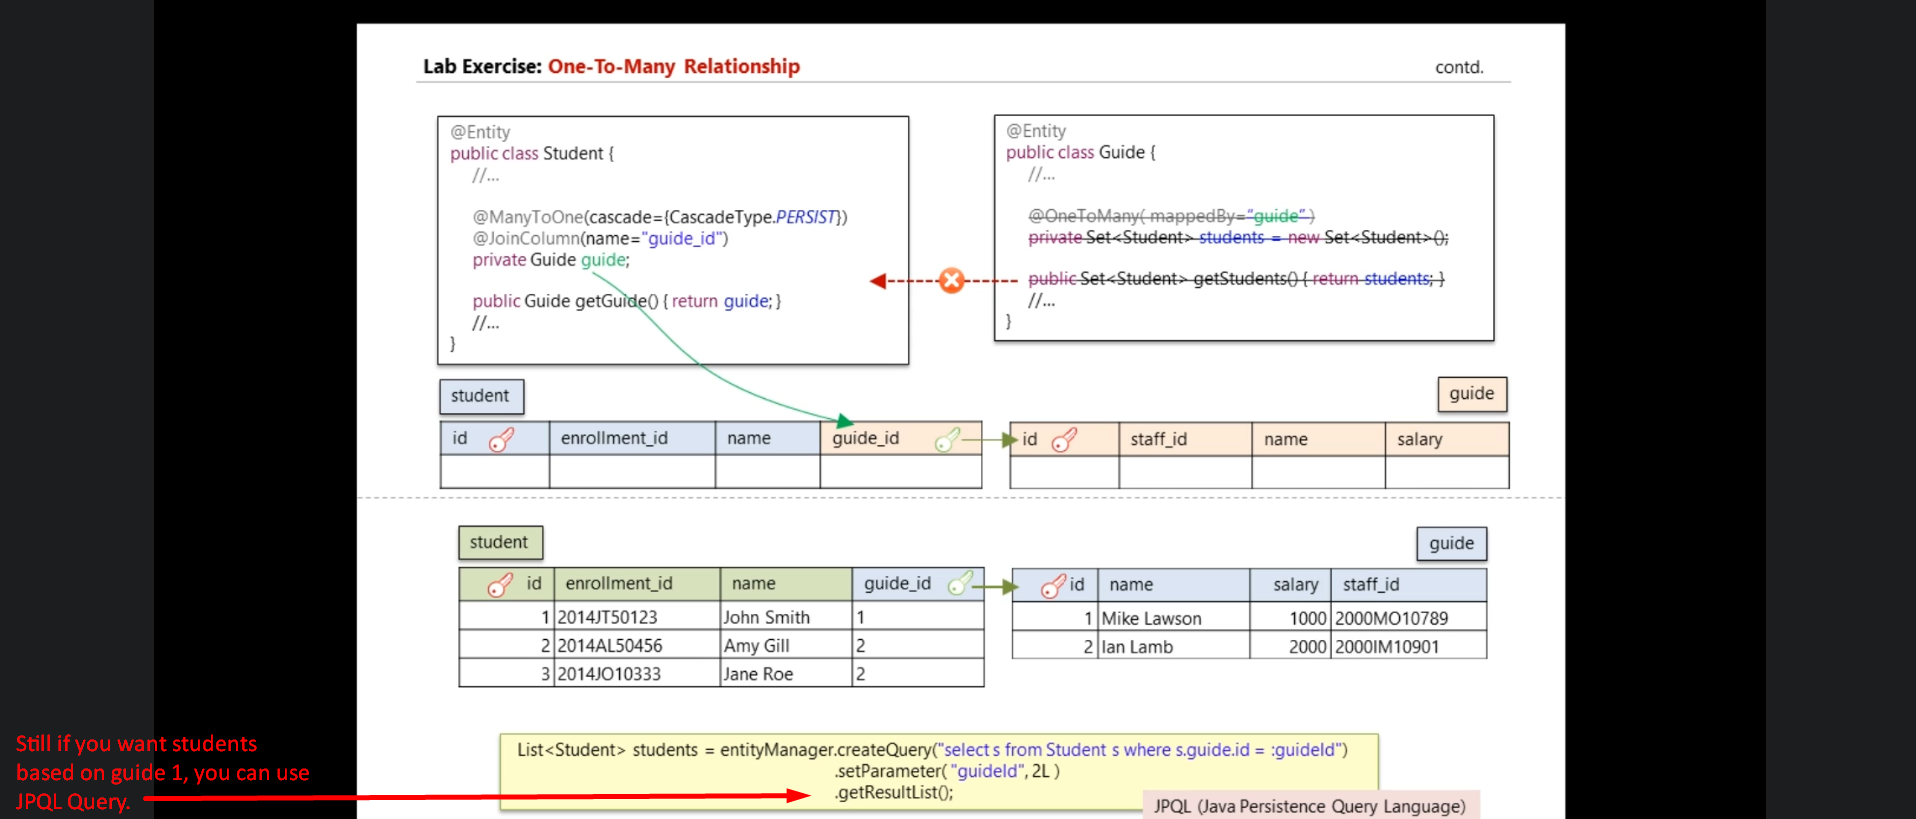 Lab Exercise: One-To-Many Relationship
contd.
@Entity
public class Student {
//...
@ManyToOne(cascade={CascadeType.PERSIST})
@JoinColumn(name="guide_id")
private Guide guide;
public Guide getGuide() { return guide; }
//...
}
@Entity
public class Guide {
//...
@OneToMany( mappedBy="guide" )
private Set<Student> students = new Set<Student>();
public Set<Student> getStudents() { return students; }
//...
}
student
id enrollment_id name guide_id
guide
id staff_id name salary
student
id enrollment_id name guide_id
1 2014JT50123 John Smith 1
2 2014AL50456 Amy Gill 2
3 2014JO10333 Jane Roe 2
guide
id name salary staff_id
1 Mike Lawson 1000 2000MO10789
2 Ian Lamb 2000 2000IM10901
Still if you want students
based on guide 1, you can use
JPQL Query.
List<Student> students = entityManager.createQuery("select s from Student s where s.guide.id = :guideId")
.setParameter( "guideId", 2L )
.getResultList();
JPQL (Java Persistence Query Language)